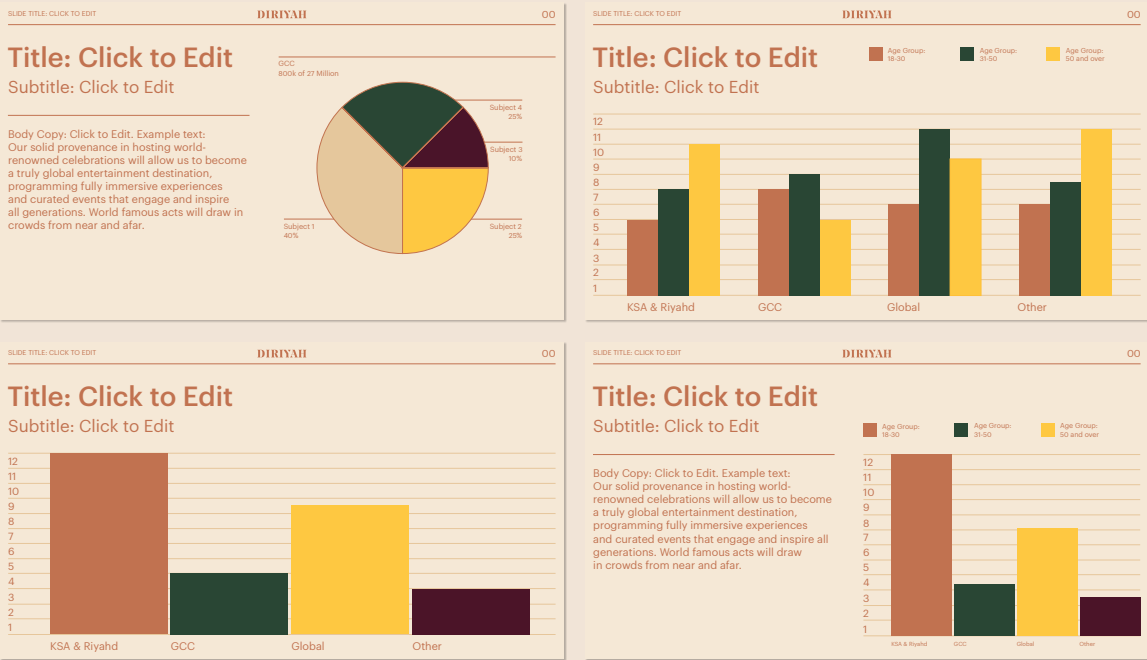 SLIDE TITLE: CLICK TO EDIT
DIRIYAH
00
Title: Click to Edit
Subtitle: Click to Edit
Body Copy: Click to Edit. Example text:
Our solid provenance in hosting world-
renowned celebrations will allow us to become
a truly global entertainment destination,
programming fully immersive experiences
and curated events that engage and inspire
all generations. World famous acts will draw in
crowds from near and afar.
GCC
800k of 27 Million
Subject 4
25%
Subject 3
10%
Subject 1
40%
Subject 2
25%
SLIDE TITLE: CLICK TO EDIT
DIRIYAH
00
Title: Click to Edit
Subtitle: Click to Edit
Age Group:
18-30
Age Group:
31-50
Age Group:
50 and over
12
11
10
9
8
7
6
5
4
3
2
1
KSA & Riyahd
GCC
Global
Other
SLIDE TITLE: CLICK TO EDIT
DIRIYAH
00
Title: Click to Edit
Subtitle: Click to Edit
12
11
10
9
8
7
6
5
4
3
2
1
KSA & Riyahd
GCC
Global
Other
SLIDE TITLE: CLICK TO EDIT
DIRIYAH
00
Title: Click to Edit
Subtitle: Click to Edit
Body Copy: Click to Edit. Example text:
Our solid provenance in hosting world-
renowned celebrations will allow us to become
a truly global entertainment destination,
programming fully immersive experiences
and curated events that engage and inspire all
generations. World famous acts will draw
in crowds from near and afar.
Age Group:
18-30
Age Group:
31-50
Age Group:
50 and over
12
11
10
9
8
7
6
5
4
3
2
1
KSA & Riyahd
GCC
Global
Other